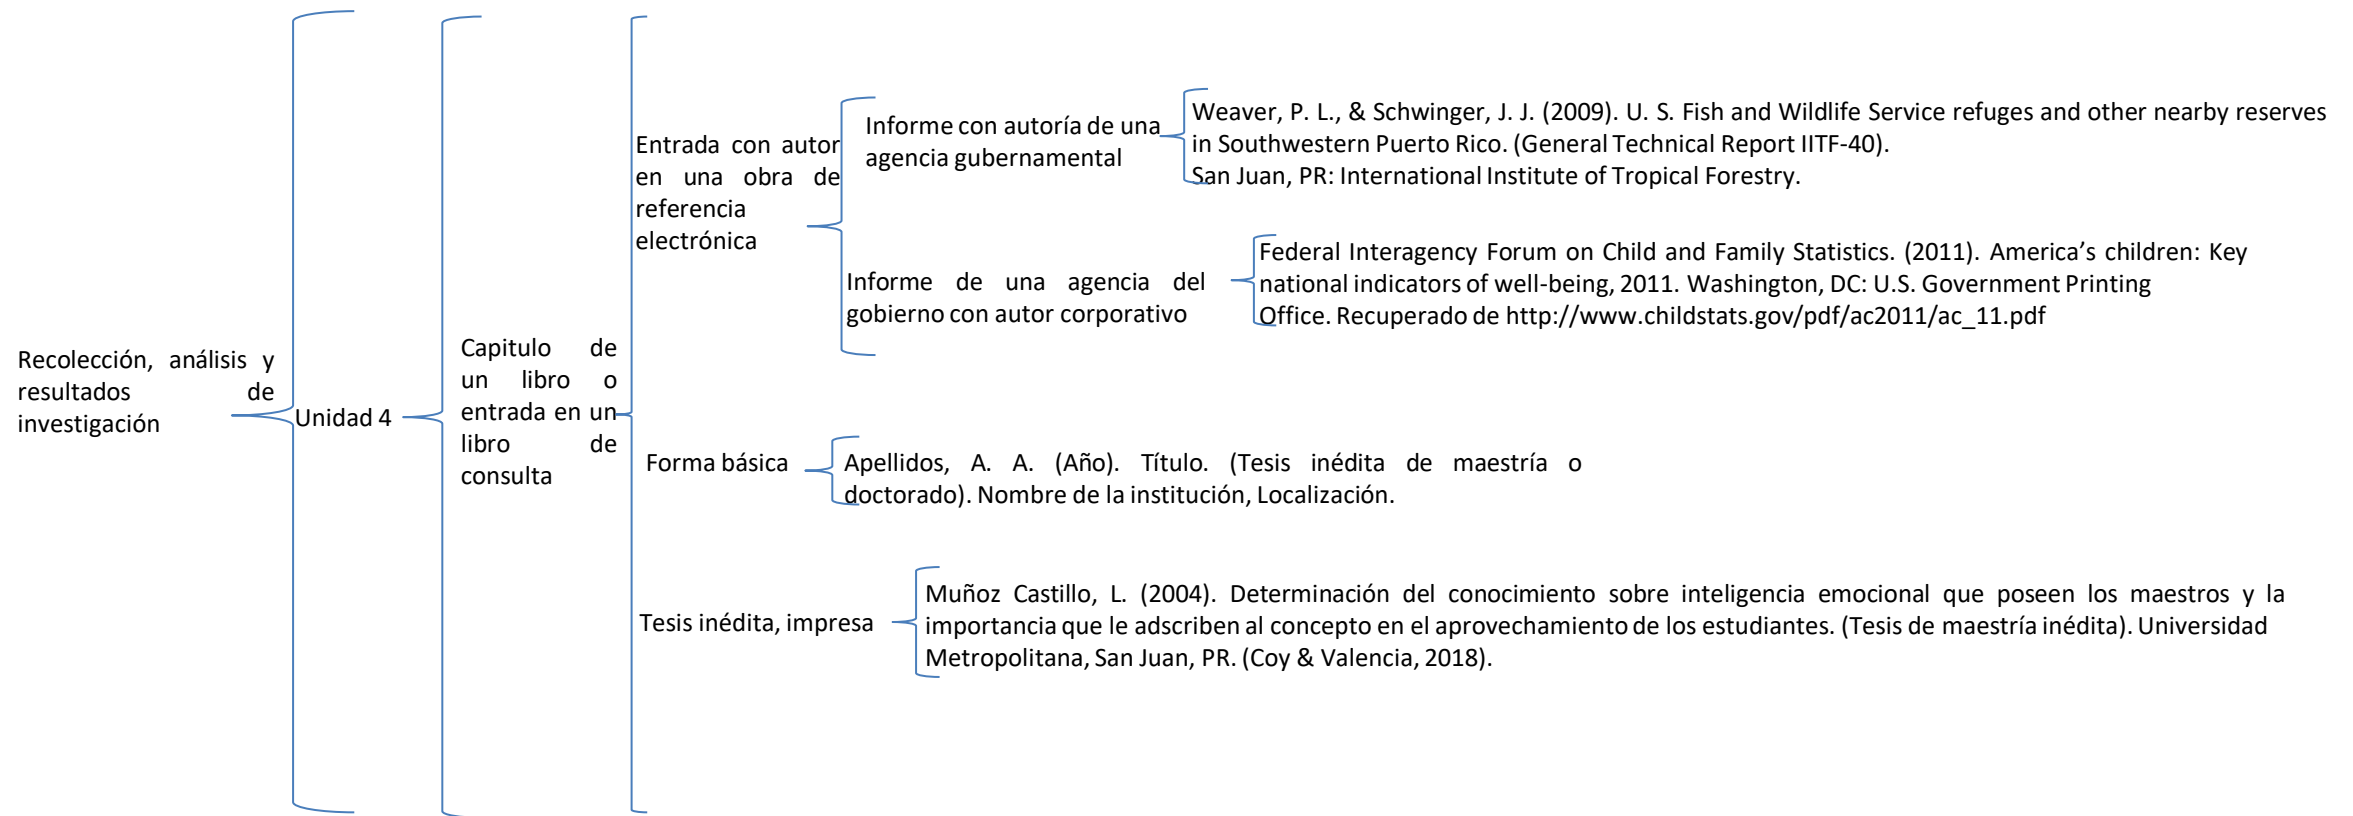 Recolección, análisis y
resultados de
investigación
Unidad 4
Capitulo de
un libro o
entrada en un
libro de
consulta
Entrada con autor
en una obra de
referencia
electrónica
Informe con autoría de una
agencia gubernamental
Weaver, P. L., & Schwinger, J. J. (2009). U. S. Fish and Wildlife Service refuges and other nearby reserves
in Southwestern Puerto Rico. (General Technical Report IITF-40).
San Juan, PR: International Institute of Tropical Forestry.
Informe de una agencia del
gobierno con autor corporativo
Federal Interagency Forum on Child and Family Statistics. (2011). America’s children: Key
national indicators of well-being, 2011. Washington, DC: U.S. Government Printing
Office. Recuperado de http://www.childstats.gov/pdf/ac2011/ac_11.pdf
Forma básica
Apellidos, A. A. (Año). Título. (Tesis inédita de maestría o
doctorado). Nombre de la institución, Localización.
Tesis inédita, impresa
Muñoz Castillo, L. (2004). Determinación del conocimiento sobre inteligencia emocional que poseen los maestros y la
importancia que le adscriben al concepto en el aprovechamiento de los estudiantes. (Tesis de maestría inédita). Universidad
Metropolitana, San Juan, PR. (Coy & Valencia, 2018).